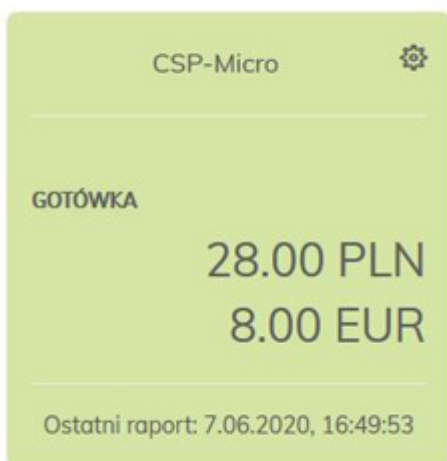 CSP-Micro
GOTÓWKA
28.00 PLN
8.00 EUR
Ostatni raport: 7.06.2020, 16:49:53